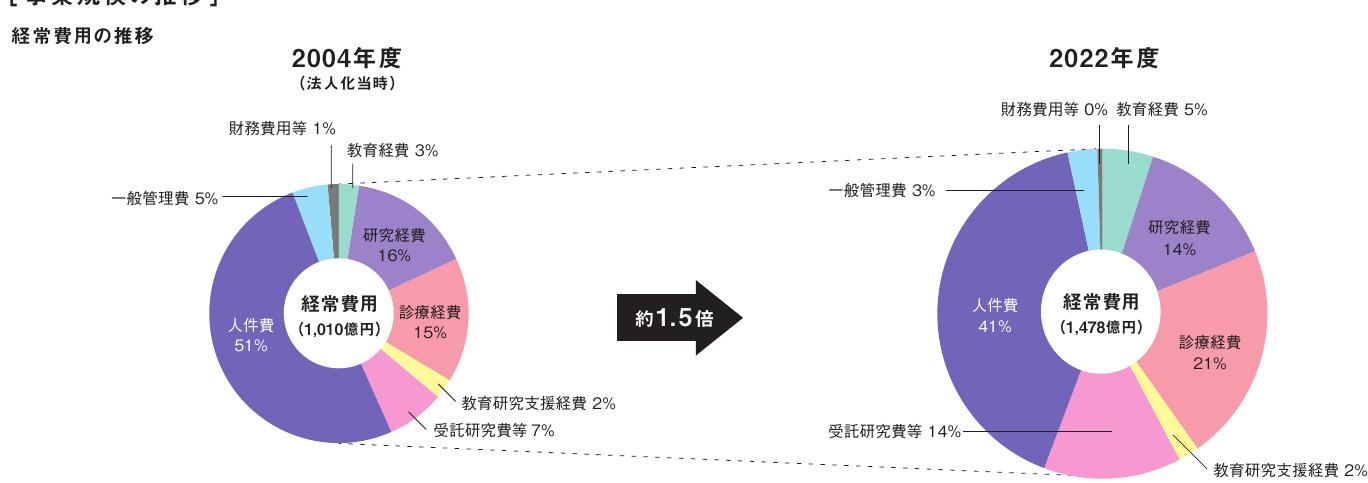 [事業規模の推移]
経常費用の推移
2004年度
（法人化当時）
財務費用等 1%
教育経費 3%
一般管理費 5%
研究経費
16%
診療経費
15%
教育研究支援経費 2%
受託研究費等 7%
人件費
51%
経常費用
（1,010億円）
約1.5倍
2022年度
財務費用等 0%
教育経費 5%
一般管理費 3%
研究経費
14%
診療経費
21%
教育研究支援経費 2%
受託研究費等 14%
人件費
41%
経常費用
（1,478億円）